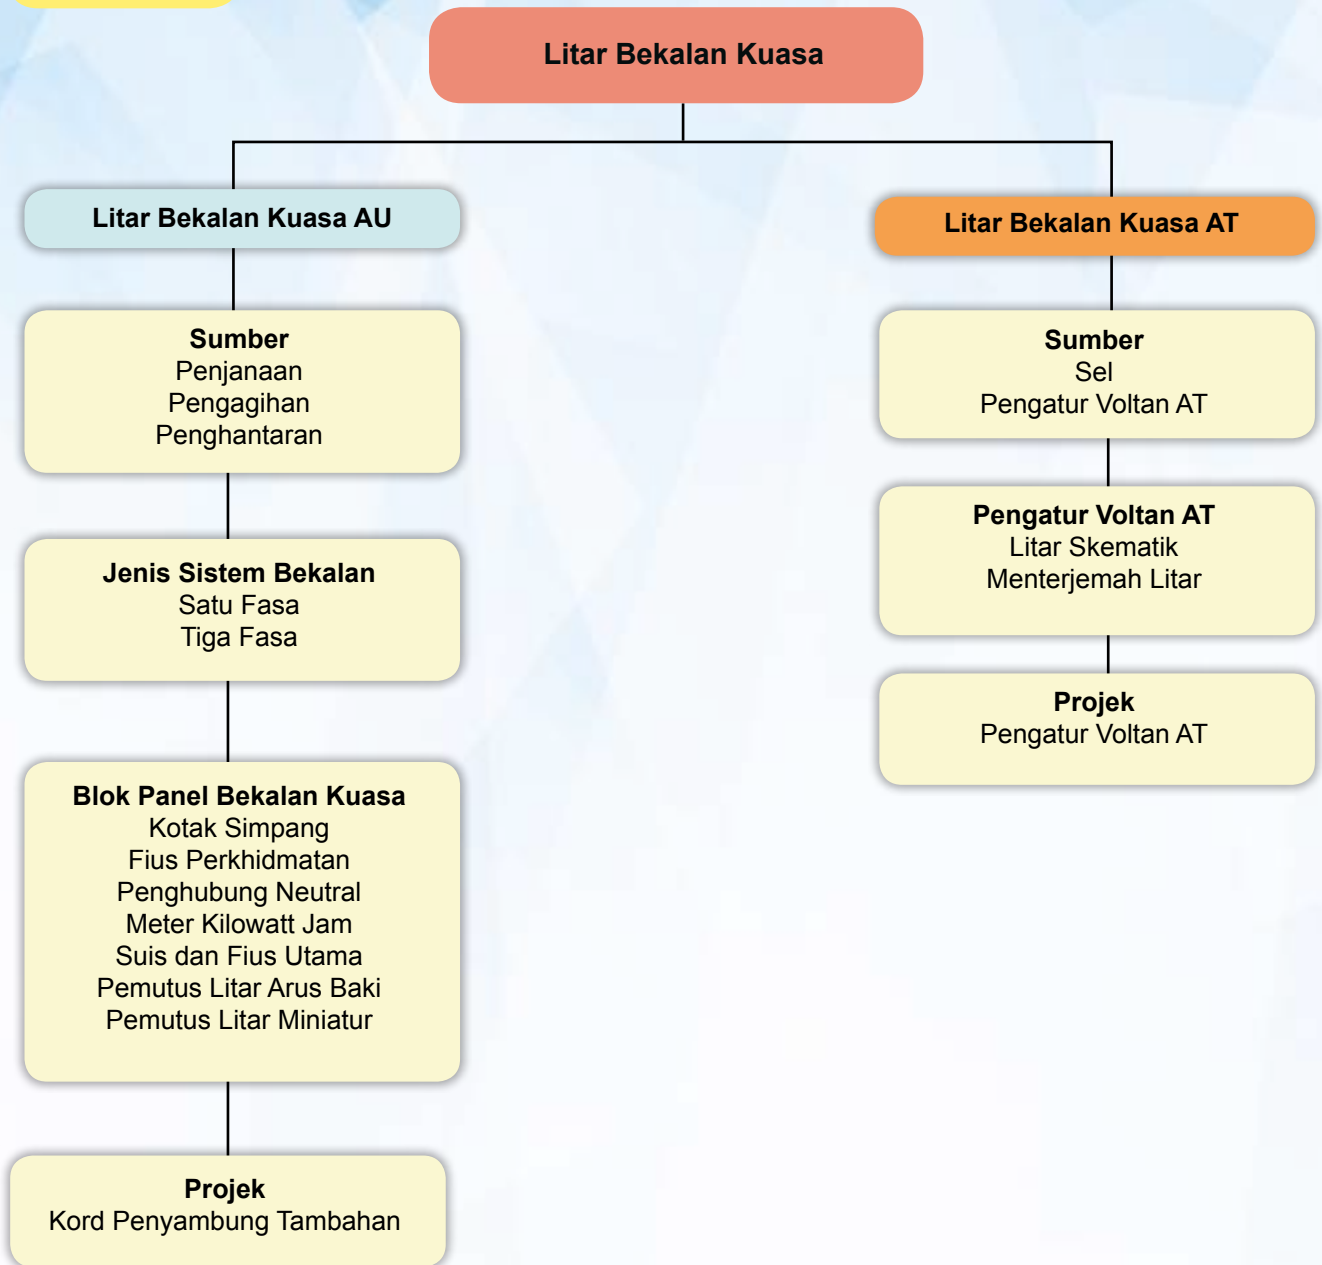 Litar Bekalan Kuasa
Litar Bekalan Kuasa AU
Sumber
Penjanaan
Pengagihan
Penghantaran
Jenis Sistem Bekalan
Satu Fasa
Tiga Fasa
Blok Panel Bekalan Kuasa
Kotak Simpang
Fius Perkhidmatan
Penghubung Neutral
Meter Kilowatt Jam
Suis dan Fius Utama
Pemutus Litar Arus Baki
Pemutus Litar Miniatur
Projek
Kord Penyambung Tambahan
Litar Bekalan Kuasa AT
Sumber
Sel
Pengatur Voltan AT
Pengatur Voltan AT
Litar Skematik
Menterjemah Litar
Projek
Pengatur Voltan AT